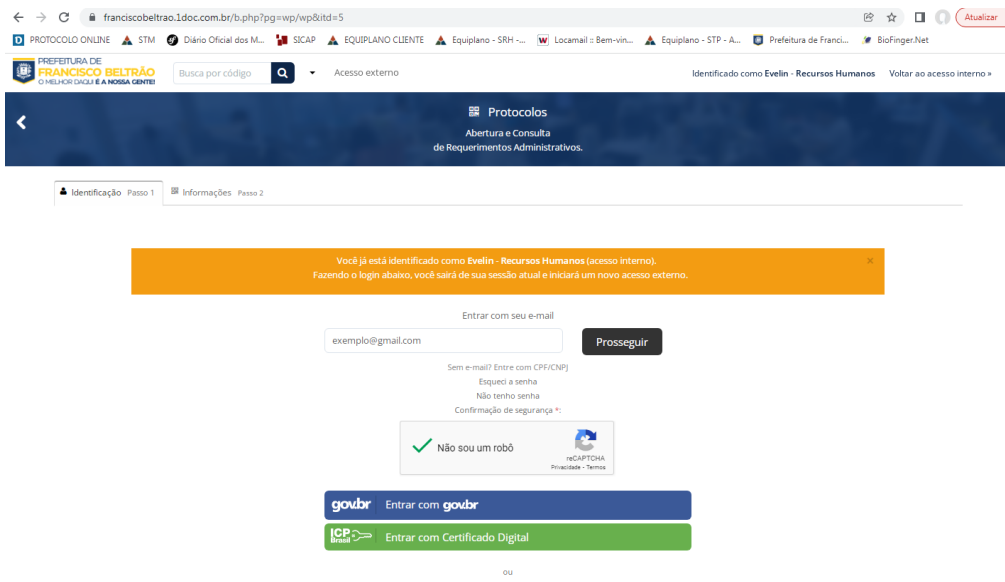 franciscobeltrao.1doc.com.br/b.php?pg=wp/wp&itd=5
Atualizar
D PROTOCOLO ONLINE STM Diário Oficial dos M... SICAP EQUIPLANO CLIENTE Equiplano - SRH -... W Locamail :: Bem-vin... Equiplano - STP - A... Prefeitura de Franci... BioFinger.Net
PREFEITURA DE
FRANCISCO BELTRÃO
O MELHOR DAQUI É A NOSSA GENTE!
Busca por código
Acesso externo
Identificado como Evelin - Recursos Humanos Voltar ao acesso interno »
Protocolos
Abertura e Consulta
de Requerimentos Administrativos.
Identificação Passo 1 Informações Passo 2
Você já está identificado como Evelin - Recursos Humanos (acesso interno). ×
Fazendo o login abaixo, você sairá de sua sessão atual e iniciará um novo acesso externo.
Entrar com seu e-mail
exemplo@gmail.com Prosseguir
Sem e-mail? Entre com CPF/CNPJ
Esqueci a senha
Não tenho senha
Confirmação de segurança *:
Não sou um robô
reCAPTCHA
Privacidade - Termos
gov.br Entrar com gov.br
ICP Brasil Entrar com Certificado Digital
ou